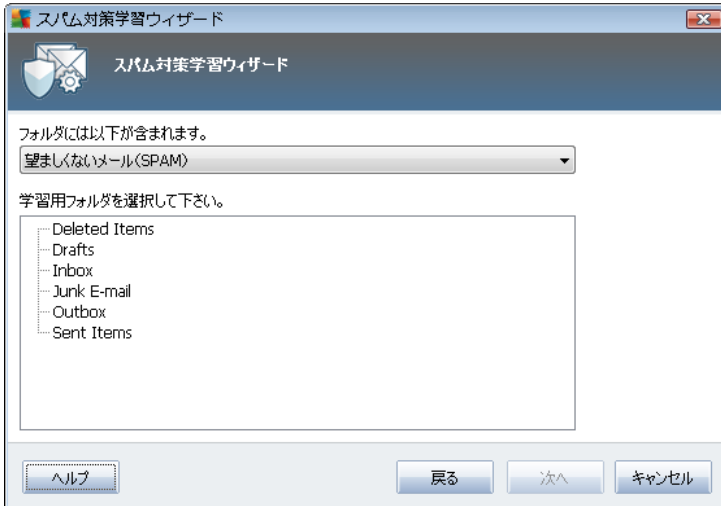 スパム対策学習ウィザード
スパム対策学習ウィザード
フォルダには以下が含まれます。
望ましくないメール(SPAM)
学習用フォルダを選択して下さい。
Deleted Items
Drafts
Inbox
Junk E-mail
Outbox
Sent Items
ヘルプ 戻る 次へ キャンセル